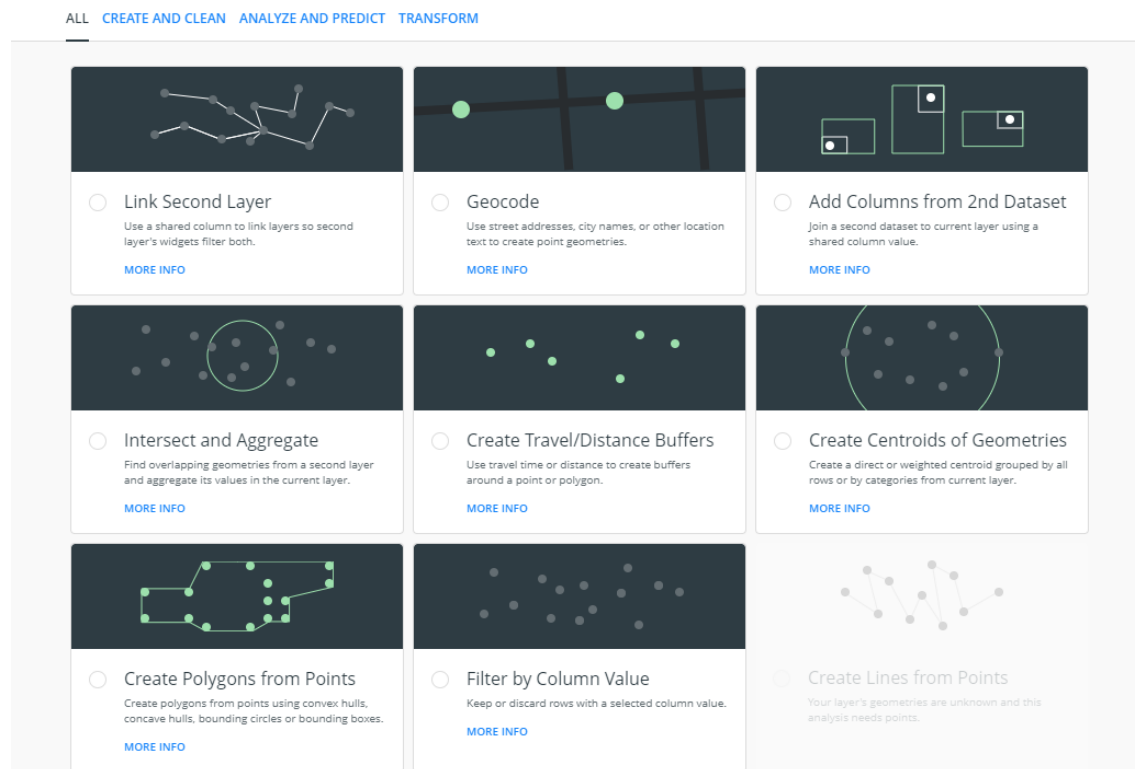 ALL CREATE AND CLEAN ANALYZE AND PREDICT TRANSFORM
Link Second Layer
Use a shared column to link layers so second
layer's widgets filter both.
MORE INFO
Geocode
Use street addresses, city names, or other location
text to create point geometries.
MORE INFO
Add Columns from 2nd Dataset
Join a second dataset to current layer using a
shared column value.
MORE INFO
Intersect and Aggregate
Find overlapping geometries from a second layer
and aggregate its values in the current layer.
MORE INFO
Create Travel/Distance Buffers
Use travel time or distance to create buffers
around a point or polygon.
MORE INFO
Create Centroids of Geometries
Create a direct or weighted centroid grouped by all
rows or by categories from current layer.
MORE INFO
Create Polygons from Points
Create polygons from points using convex hulls,
concave hulls, bounding circles or bounding boxes.
MORE INFO
Filter by Column Value
Keep or discard rows with a selected column value.
MORE INFO
Create Lines from Points
Your layer's geometries are unknown and this
analysis needs points.